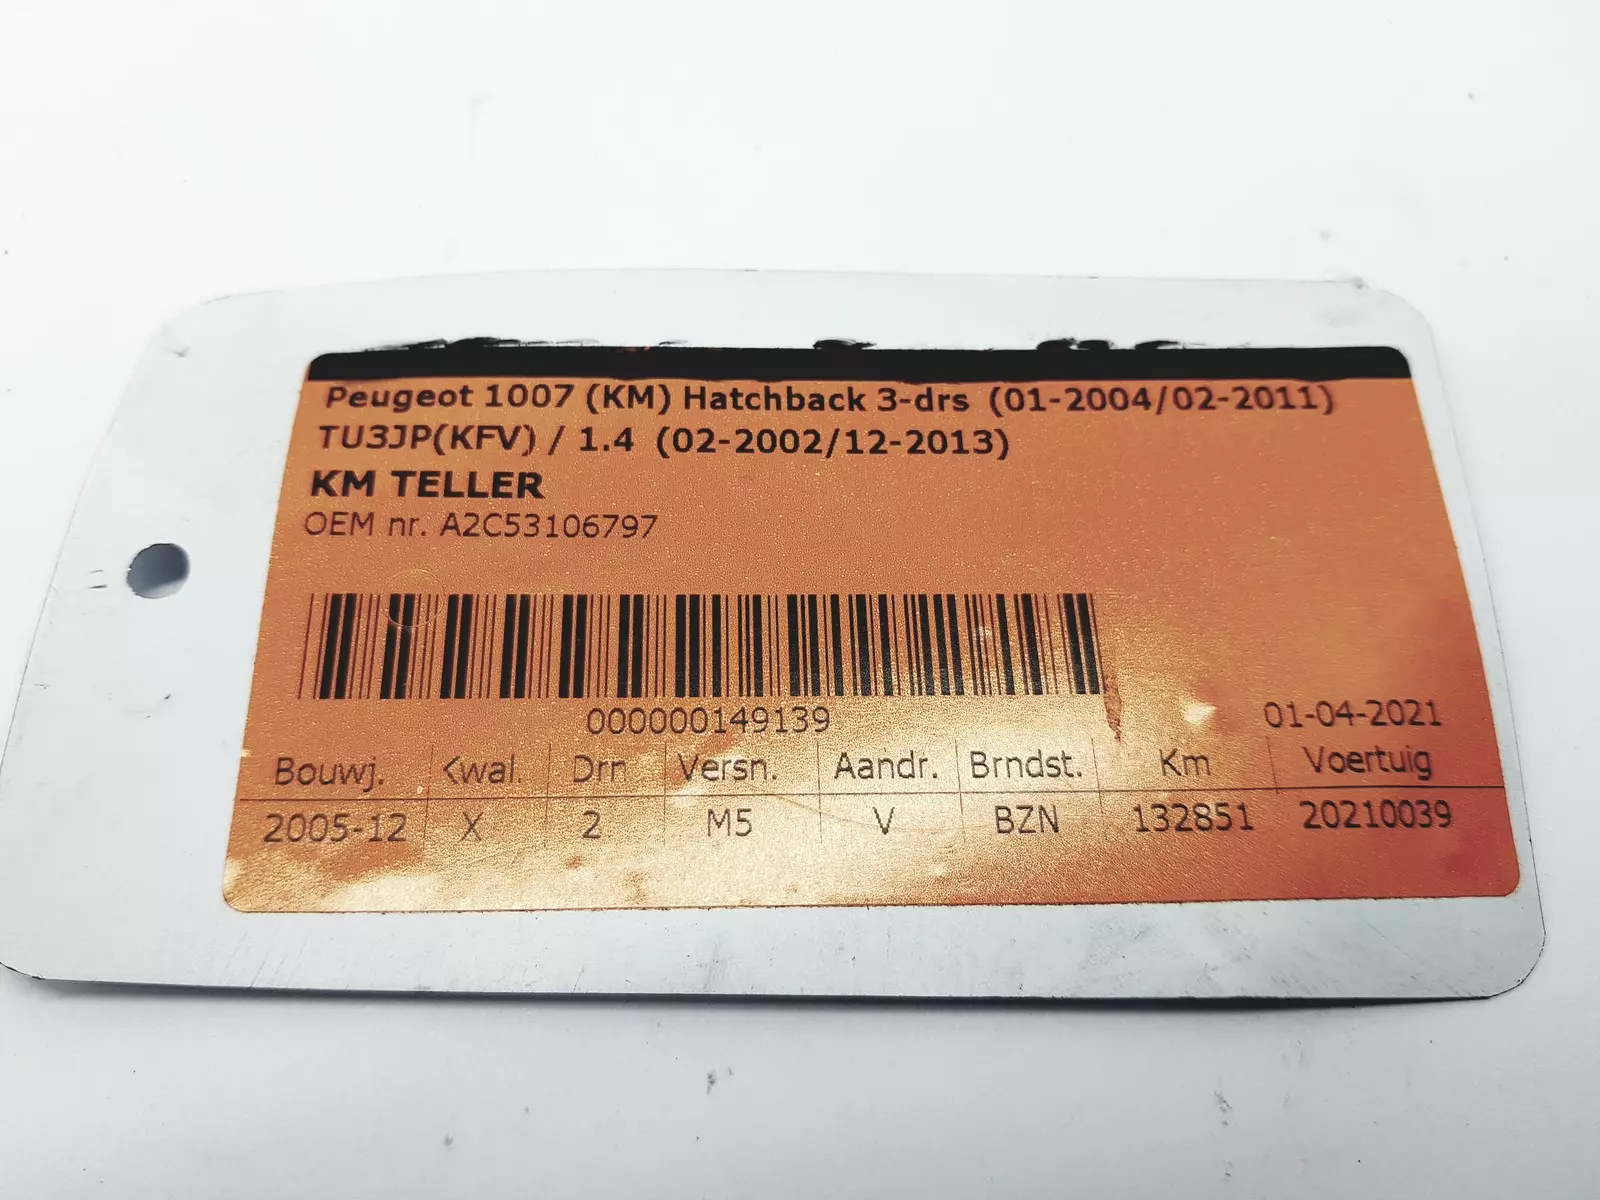 Peugeot 1007 (KM) Hatchback 3-drs (01-2004/02-2011)
TU3JP(KFV) / 1.4 (02-2002/12-2013)
KM TELLER
OEM nr. A2C53106797
000000149139
01-04-2021
Bouwj. Kwal. Drn Versn. Aandr. Brndst. Km Voertuig
2005-12 X 2 M5 V BZN 132851 20210039